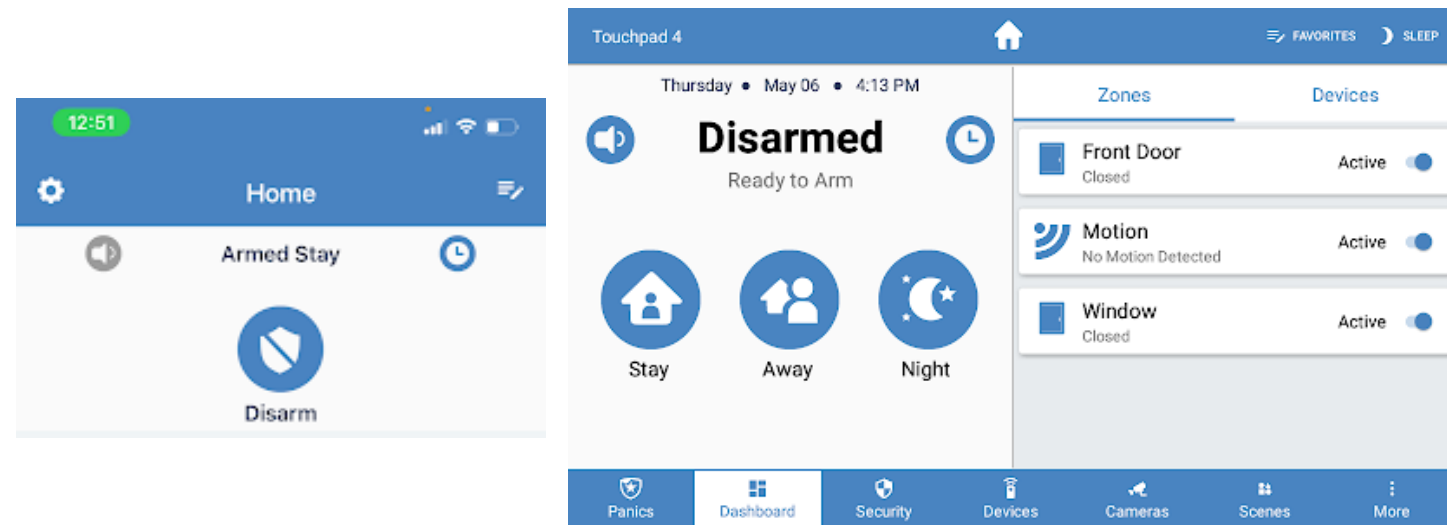 12:51
Home
Armed Stay
Disarm
Touchpad 4
FAVORITES
SLEEP
Thursday • May 06 • 4:13 PM
Disarmed
Ready to Arm
Stay
Away
Night
Zones
Devices
Front Door
Closed
Active
Motion
No Motion Detected
Active
Window
Closed
Active
Panics
Dashboard
Security
Devices
Cameras
Scenes
More